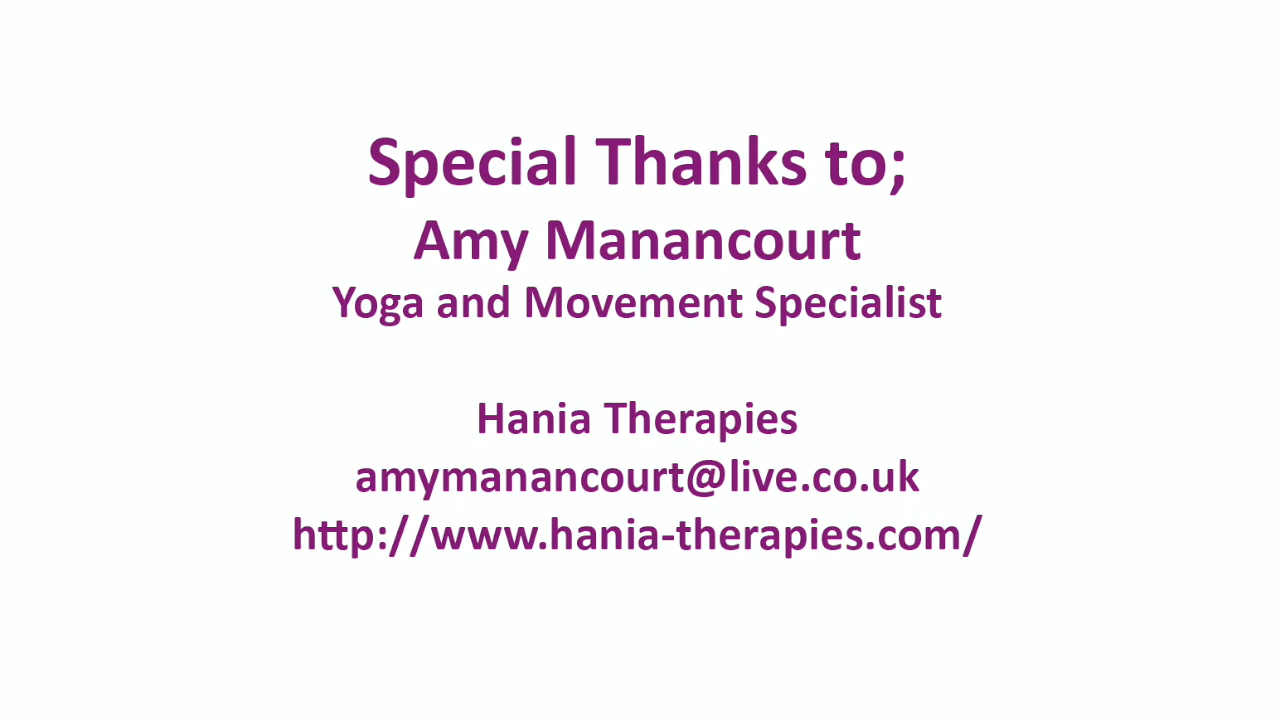 Special Thanks to;
Amy Manancourt
Yoga and Movement Specialist
Hania Therapies
amymanancourt@live.co.uk
http://www.hania-therapies.com/